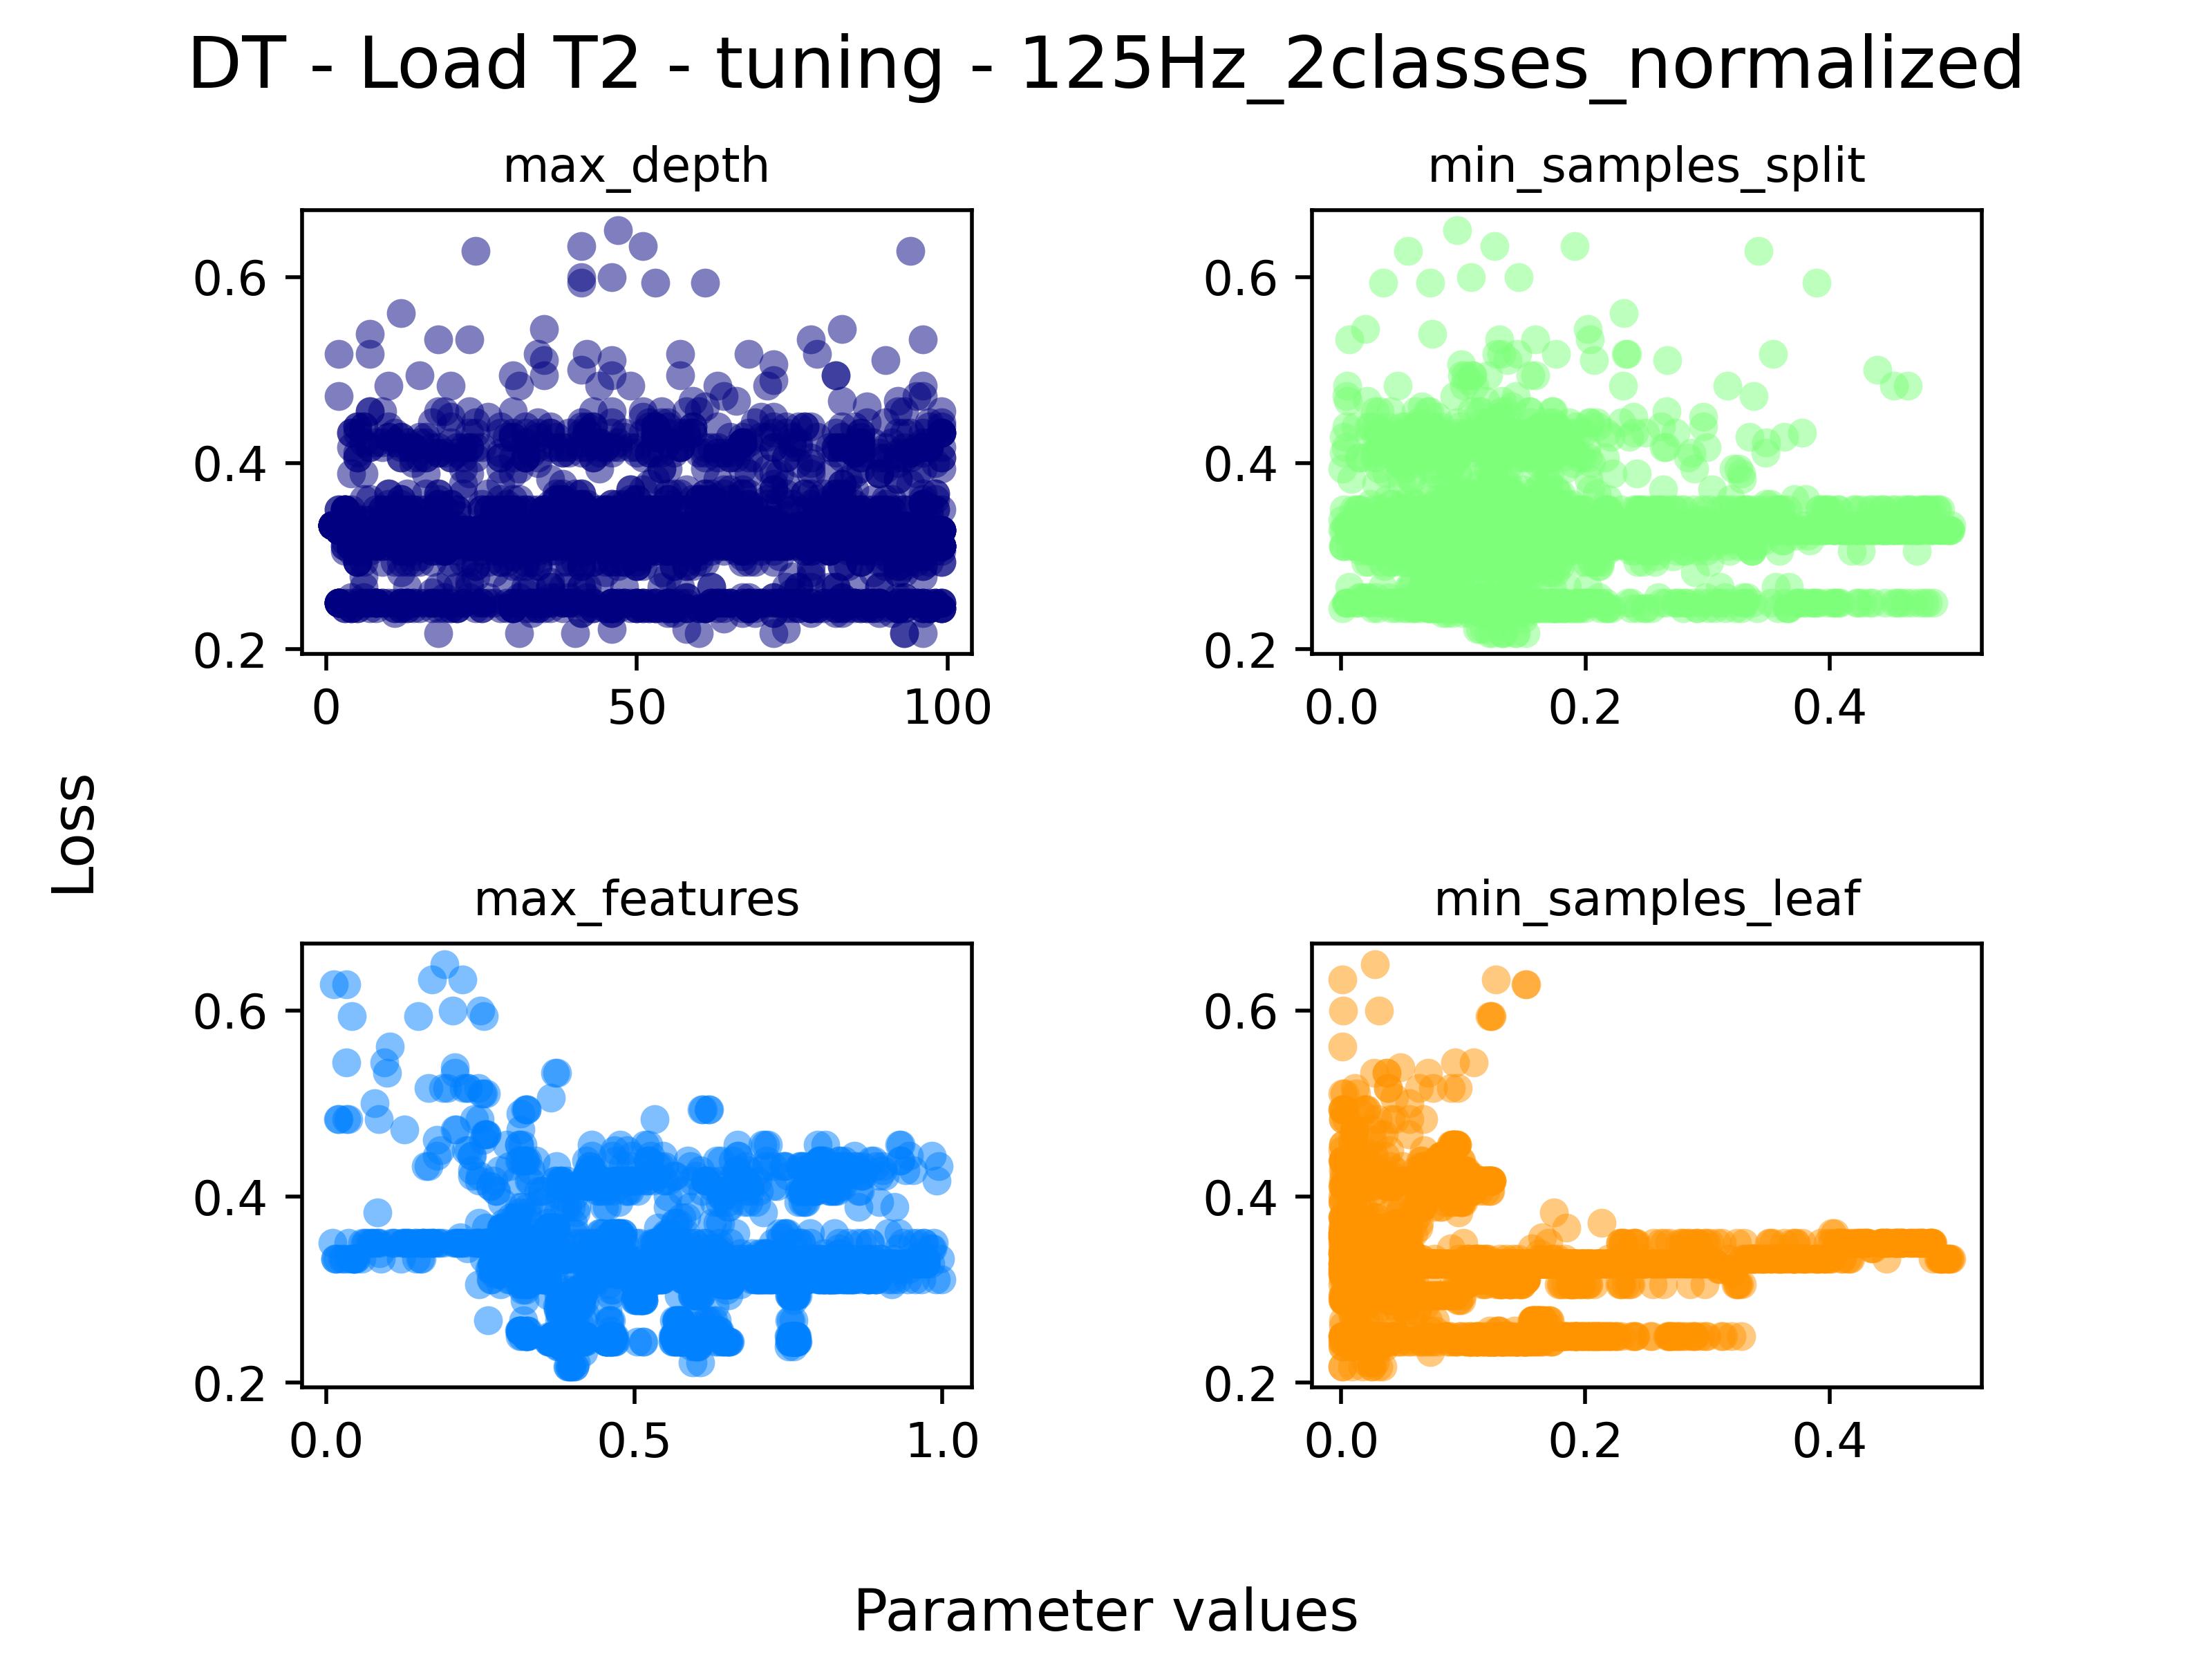 DT - Load T2 - tuning - 125Hz_2classes_normalized
max_depth
0.6
0.4
0.2
0 50 100
min_samples_split
0.6
0.4
0.2
0.0 0.2 0.4
Loss
max_features
0.6
0.4
0.2
0.0 0.5 1.0
min_samples_leaf
0.6
0.4
0.2
0.0 0.2 0.4
Parameter values